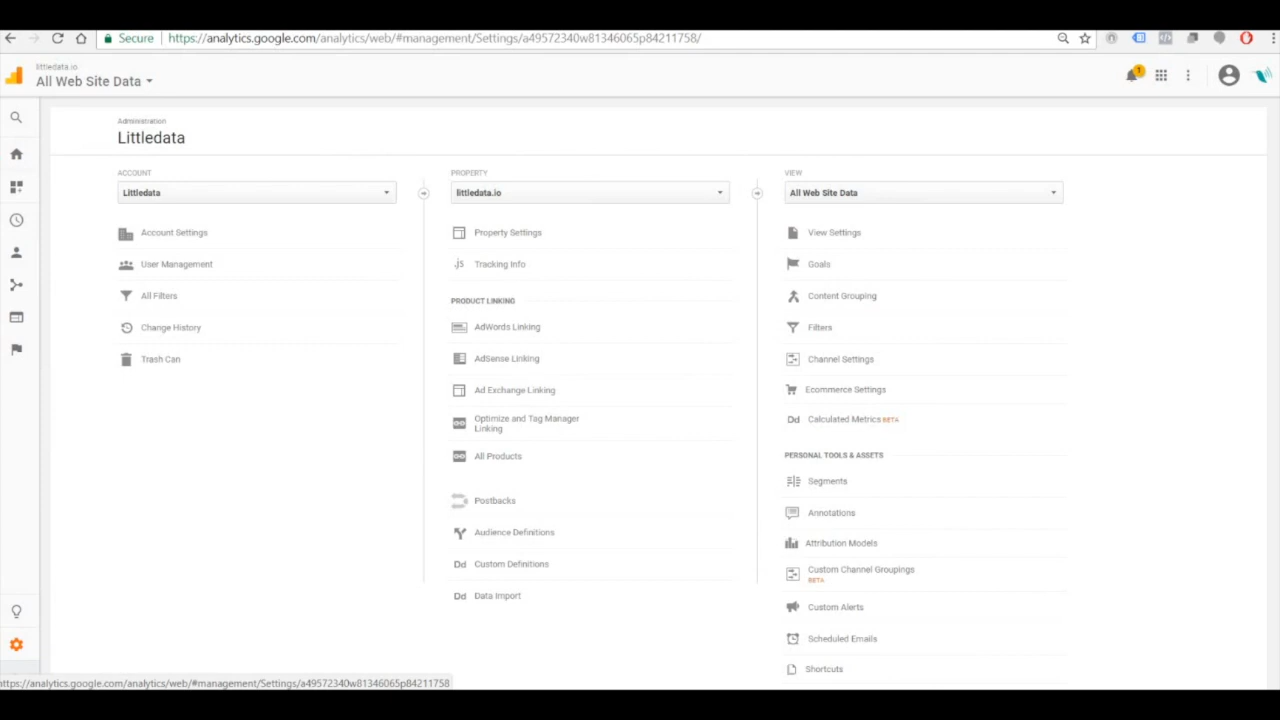 Secure https://analytics.google.com/analytics/web/#management/Settings/a49572340w81346065p84211758/
littledata.io
All Web Site Data
1
Administration
Littledata
ACCOUNT
Littledata
Account Settings
User Management
All Filters
Change History
Trash Can
PROPERTY
littledata.io
Property Settings
.js Tracking Info
PRODUCT LINKING
AdWords Linking
AdSense Linking
Ad Exchange Linking
Optimize and Tag Manager
Linking
All Products
Postbacks
Audience Definitions
Dd Custom Definitions
Dd Data Import
VIEW
All Web Site Data
View Settings
Goals
Content Grouping
Filters
Channel Settings
Ecommerce Settings
Dd Calculated Metrics BETA
PERSONAL TOOLS & ASSETS
Segments
Annotations
Attribution Models
Custom Channel Groupings
BETA
Custom Alerts
Scheduled Emails
Shortcuts
https://analytics.google.com/analytics/web/#management/Settings/a49572340w81346065p84211758